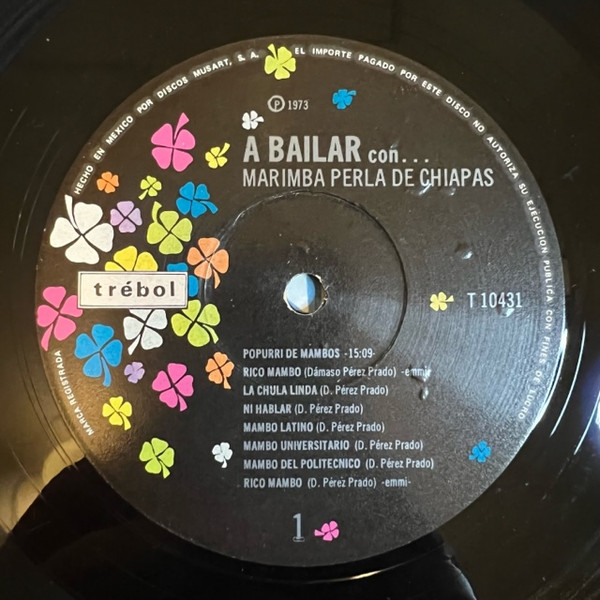 HECHO EN MEXICO POR DISCOS MUSART, S. A.
EL IMPORTE PAGADO POR ESTE DISCO NO AUTORIZA SU EJECUCION PUBLICA CON FINES DE LUCRO
Ⓟ 1973
A BAILAR con...
MARIMBA PERLA DE CHIAPAS
trébol
T 10431
MARCA REGISTRADA
POPURRI DE MAMBOS -15:09-
RICO MAMBO (Dámaso Pérez Prado) -emmi-
LA CHULA LINDA (D. Pérez Prado)
NI HABLAR (D. Pérez Prado)
MAMBO LATINO (D. Pérez Prado)
MAMBO UNIVERSITARIO (D. Pérez Prado)
MAMBO DEL POLITECNICO (D. Pérez Prado)
RICO MAMBO (D. Pérez Prado) -emmi-
1